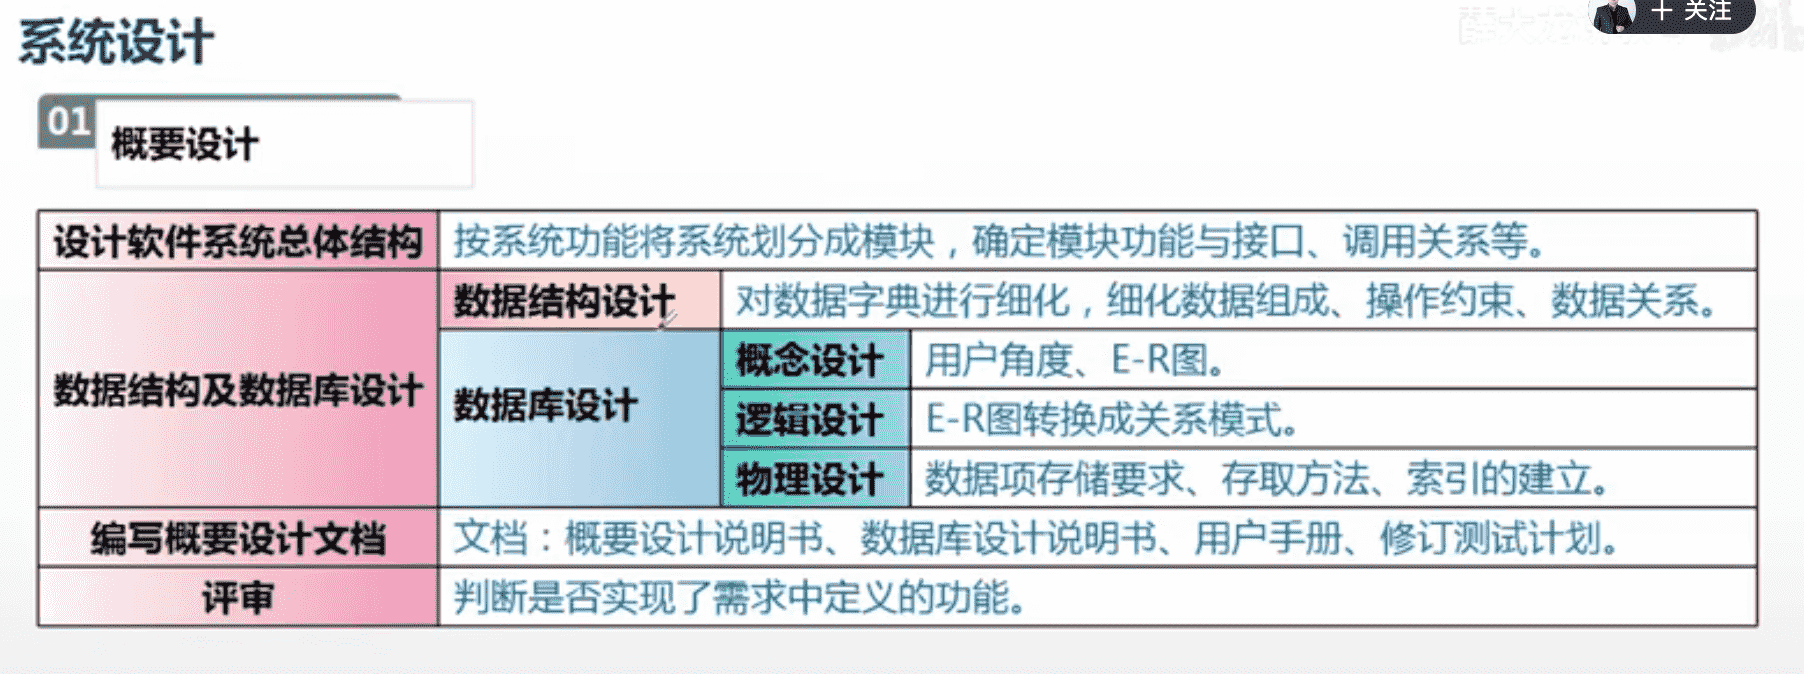 系统设计
+ 关注
01
概要设计
设计软件系统总体结构
按系统功能将系统划分成模块，确定模块功能与接口、调用关系等。
数据结构及数据库设计
数据结构设计
对数据字典进行细化，细化数据组成、操作约束、数据关系。
数据库设计
概念设计
用户角度、E-R图。
逻辑设计
E-R图转换成关系模式。
物理设计
数据项存储要求、存取方法、索引的建立。
编写概要设计文档
文档：概要设计说明书、数据库设计说明书、用户手册、修订测试计划。
评审
判断是否实现了需求中定义的功能。